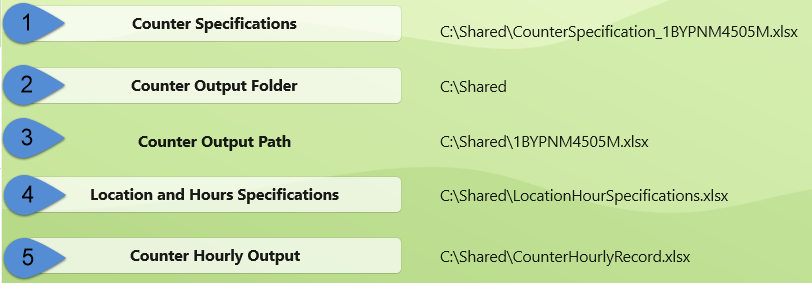 1 Counter Specifications C:\Shared\CounterSpecification_1BYPNM4505M.xlsx
2 Counter Output Folder C:\Shared
3 Counter Output Path C:\Shared\1BYPNM4505M.xlsx
4 Location and Hours Specifications C:\Shared\LocationHourSpecifications.xlsx
5 Counter Hourly Output C:\Shared\CounterHourlyRecord.xlsx